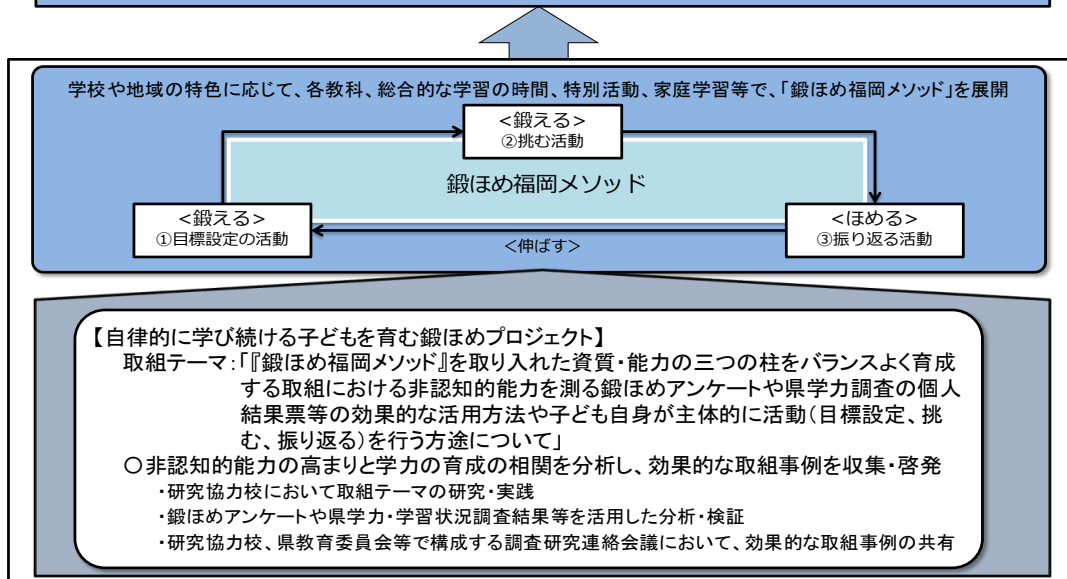 学校や地域の特色に応じて、各教科、総合的な学習の時間、特別活動、家庭学習等で、「鍛ほめ福岡メソッド」を展開
<鍛える>
②挑む活動
鍛ほめ福岡メソッド
<鍛える>
①目標設定の活動
<ほめる>
③振り返る活動
<伸ばす>
【自律的に学び続ける子どもを育む鍛ほめプロジェクト】
取組テーマ：「『鍛ほめ福岡メソッド』を取り入れた資質・能力の三つの柱をバランスよく育成
する取組における非認知的能力を測る鍛ほめアンケートや県学力調査の個人
結果票等の効果的な活用方法や子ども自身が主体的に活動（目標設定、挑
む、振り返る）を行う方途について」
○非認知的能力の高まりと学力の育成の相関を分析し、効果的な取組事例を収集・啓発
・研究協力校において取組テーマの研究・実践
・鍛ほめアンケートや県学力・学習状況調査結果等を活用した分析・検証
・研究協力校、県教育委員会等で構成する調査研究連絡会議において、効果的な取組事例の共有